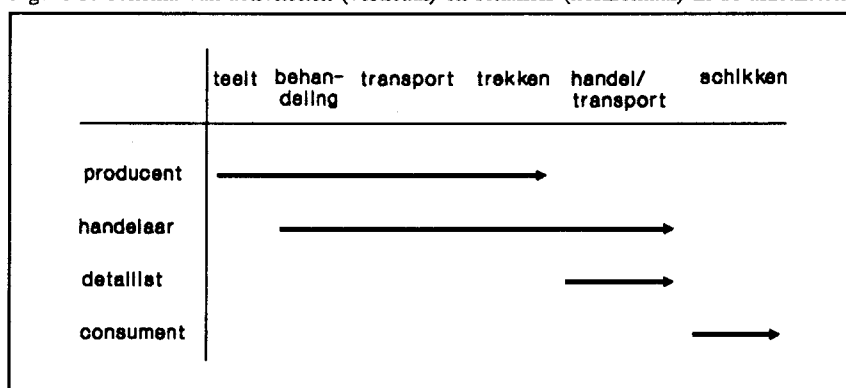 teelt behan- transport trekken handel/ schikken
deling transport
producent
handelaar
detaillist
consument